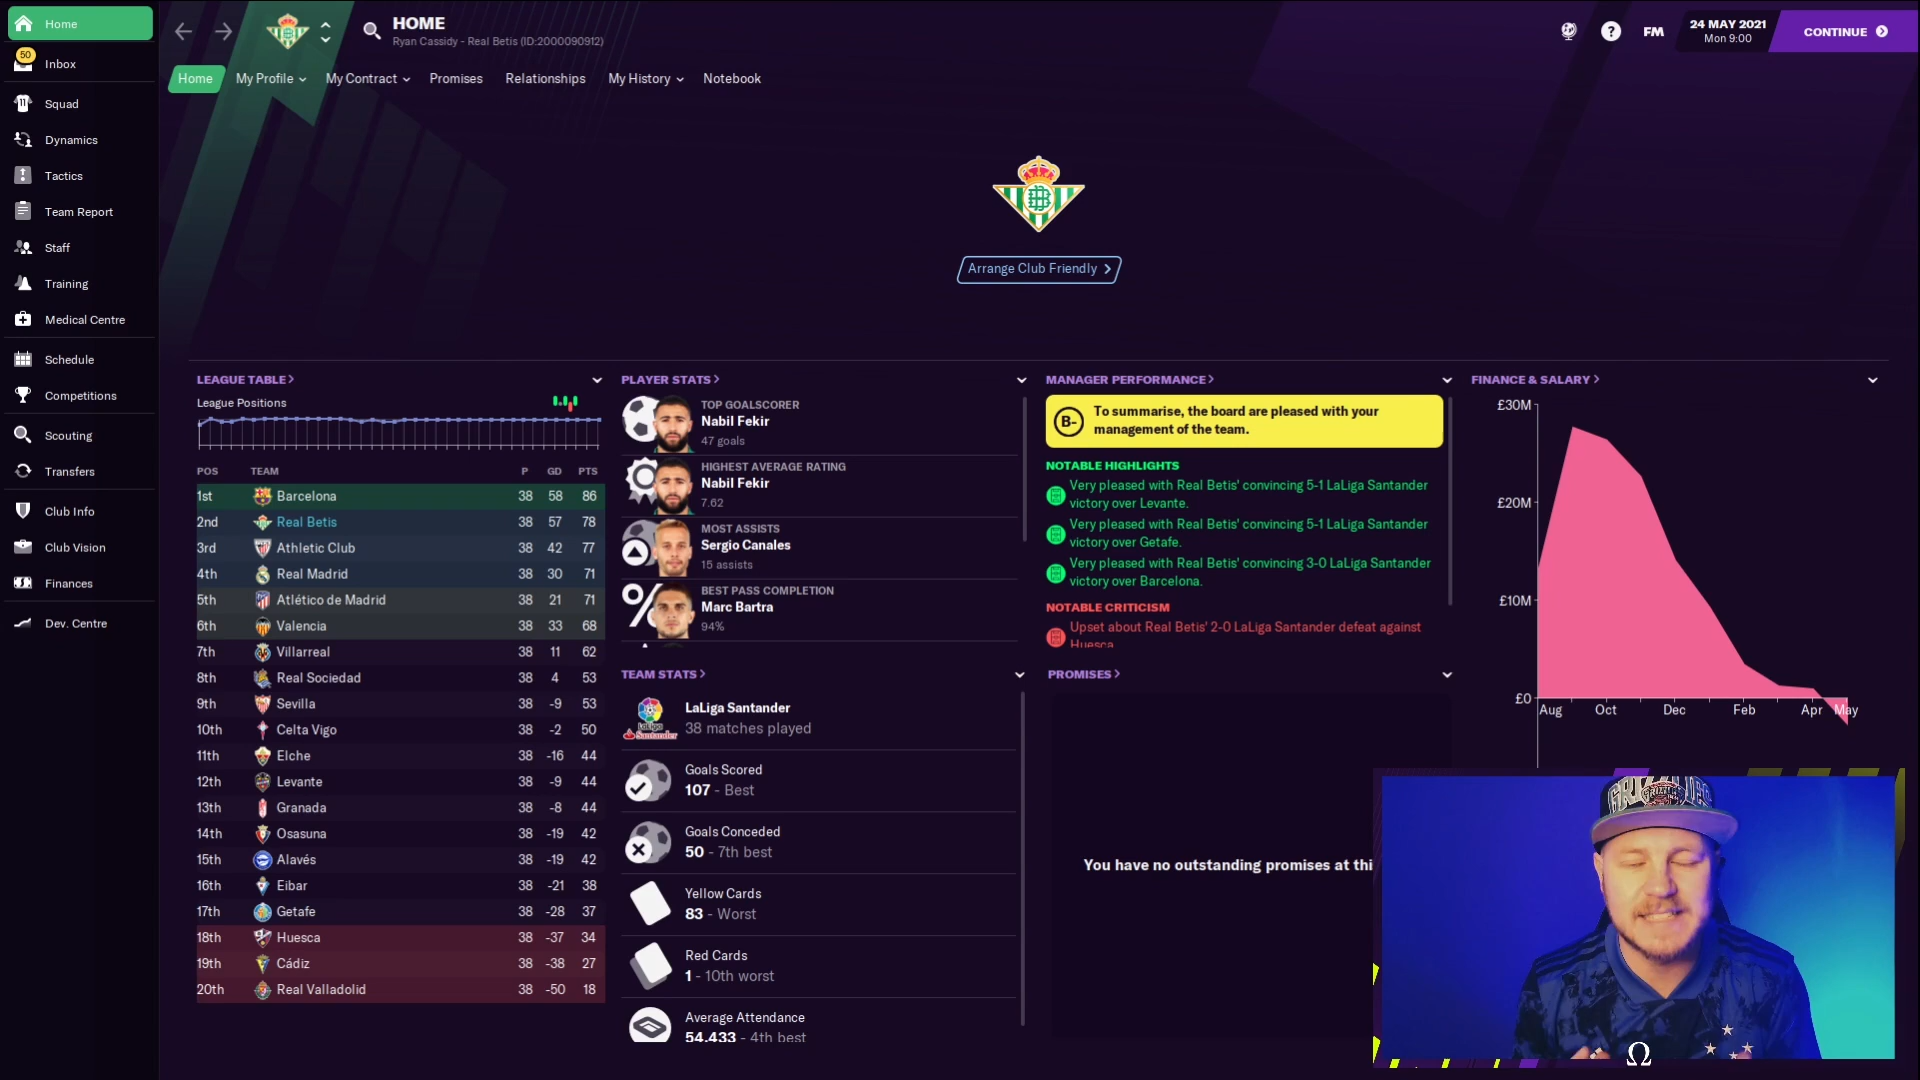 Home
50
Inbox
Squad
Dynamics
Tactics
Team Report
Staff
Training
Medical Centre
Schedule
Competitions
Scouting
Transfers
Club Info
Club Vision
Finances
Dev. Centre
HOME
Ryan Cassidy - Real Betis (ID:2000090912)
FM
24 MAY 2021
Mon 9:00
CONTINUE
Home My Profile My Contract Promises Relationships My History Notebook
Arrange Club Friendly
LEAGUE TABLE
League Positions
POS TEAM P GD PTS
1st Barcelona 38 58 86
2nd Real Betis 38 57 78
3rd Athletic Club 38 42 77
4th Real Madrid 38 30 71
5th Atlético de Madrid 38 21 71
6th Valencia 38 33 68
7th Villarreal 38 11 62
8th Real Sociedad 38 4 53
9th Sevilla 38 -9 53
10th Celta Vigo 38 -2 50
11th Elche 38 -16 44
12th Levante 38 -9 44
13th Granada 38 -8 44
14th Osasuna 38 -19 42
15th Alavés 38 -19 42
16th Eibar 38 -21 38
17th Getafe 38 -28 37
18th Huesca 38 -37 34
19th Cádiz 38 -38 27
20th Real Valladolid 38 -50 18
PLAYER STATS
TOP GOALSCORER
Nabil Fekir
47 goals
HIGHEST AVERAGE RATING
Nabil Fekir
7.62
MOST ASSISTS
Sergio Canales
15 assists
%
BEST PASS COMPLETION
Marc Bartra
94%
TEAM STATS
LaLiga Santander
38 matches played
Goals Scored
107 - Best
Goals Conceded
50 - 7th best
Yellow Cards
83 - Worst
Red Cards
1 - 10th worst
Average Attendance
54,433 - 4th best
MANAGER PERFORMANCE
B-
To summarise, the board are pleased with your
management of the team.
NOTABLE HIGHLIGHTS
Very pleased with Real Betis' convincing 5-1 LaLiga Santander
victory over Levante.
Very pleased with Real Betis' convincing 5-1 LaLiga Santander
victory over Getafe.
Very pleased with Real Betis' convincing 3-0 LaLiga Santander
victory over Barcelona.
NOTABLE CRITICISM
Upset about Real Betis' 2-0 LaLiga Santander defeat against
Huesca
PROMISES
You have no outstanding promises at thi
FINANCE & SALARY
£30M
£20M
£10M
£0
Aug Oct Dec Feb Apr May
Ω